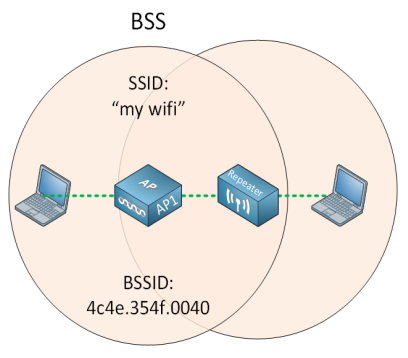 BSS
SSID:
“my wifi”
AP
AP1
Repeater
BSSID:
4c4e.354f.0040